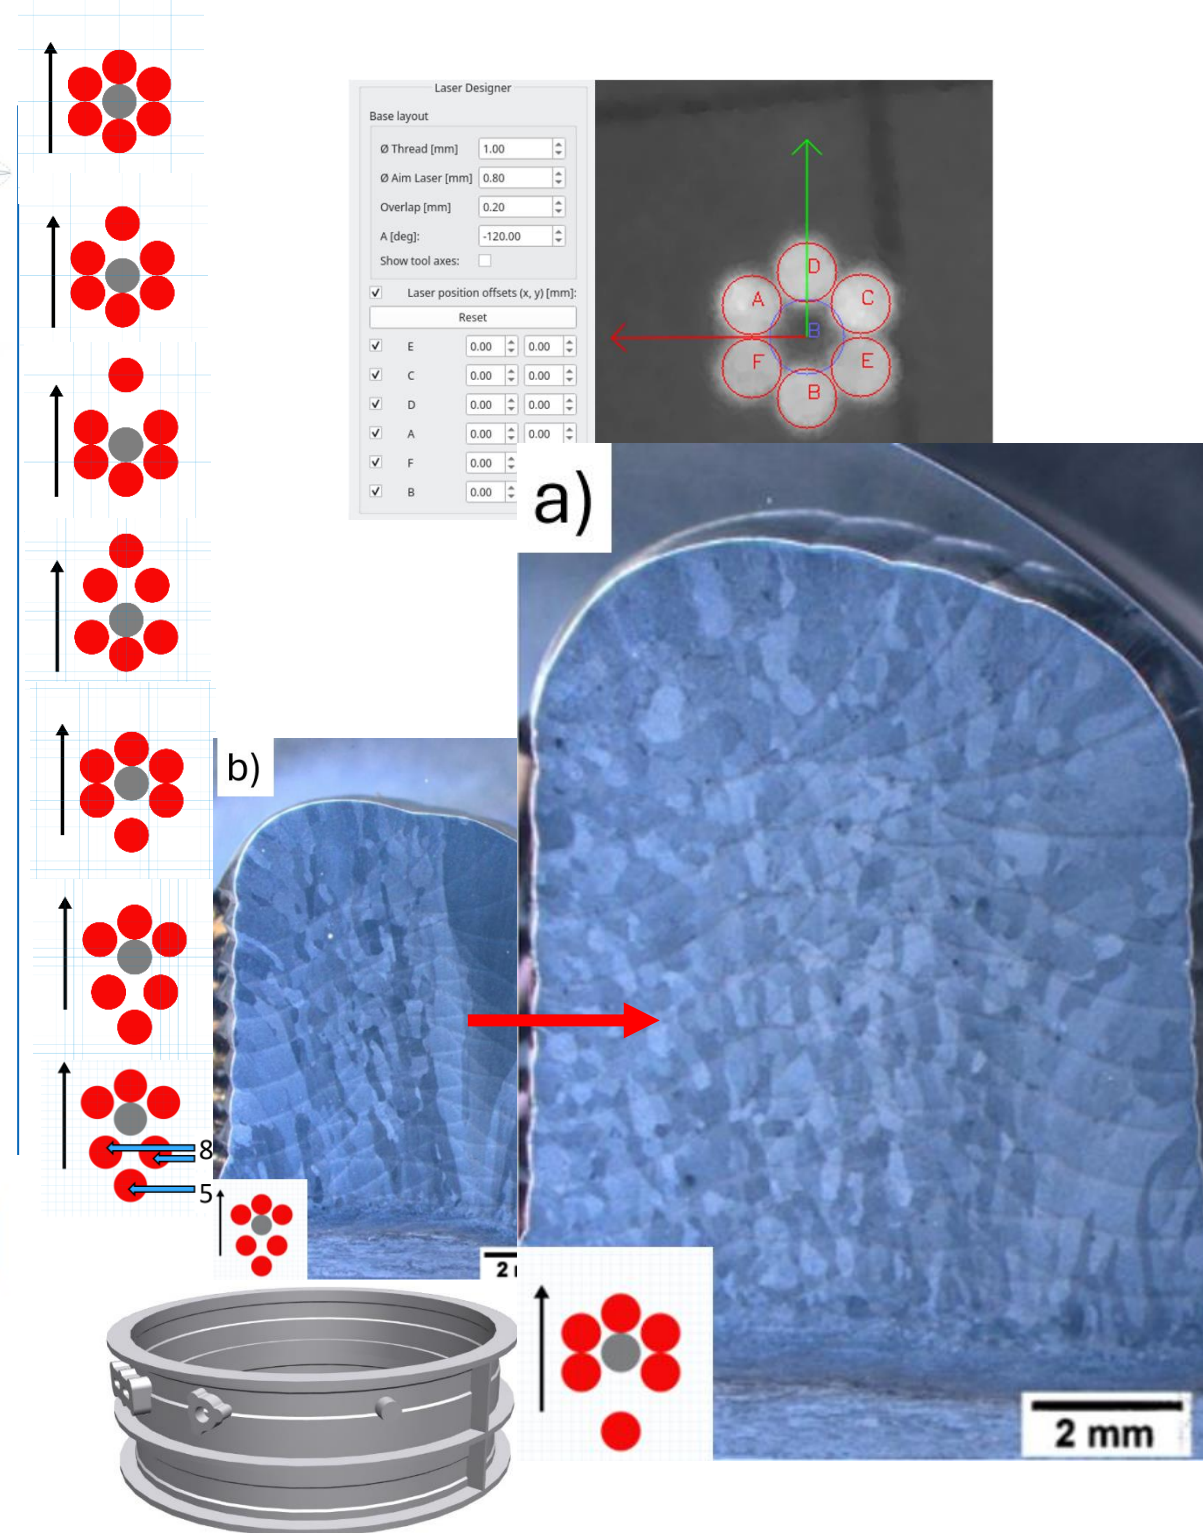 Laser Designer
Base layout
Ø Thread [mm] 1.00
Ø Aim Laser [mm] 0.80
Overlap [mm] 0.20
A [deg]: -120.00
Show tool axes:
Laser position offsets (x, y) [mm]:
Reset
E 0.00 0.00
C 0.00 0.00
D 0.00 0.00
A 0.00 0.00
F 0.00
B 0.00
D
A C
B
F E
B
a)
b)
8
5
2
2 mm